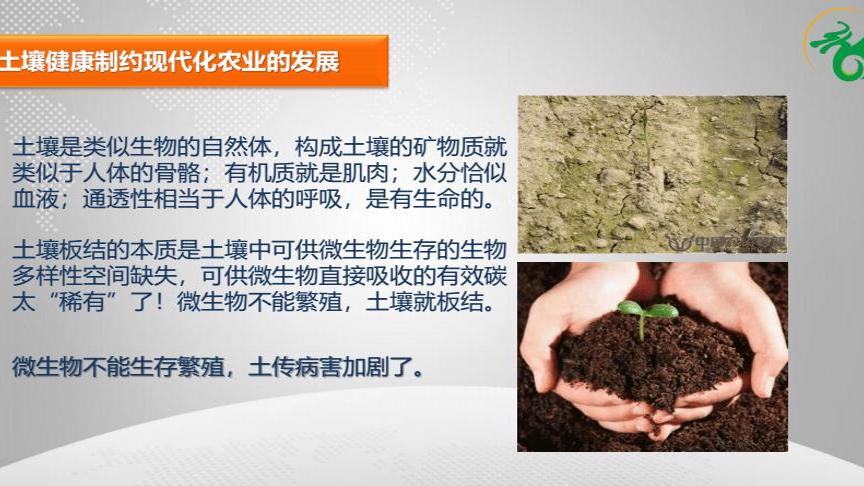 土壤健康制约现代化农业的发展
土壤是类似生物的自然体，构成土壤的矿物质就
类似于人体的骨骼；有机质就是肌肉；水分恰似
血液；通透性相当于人体的呼吸，是有生命的。
土壤板结的本质是土壤中可供微生物生存的生物
多样性空间缺失，可供微生物直接吸收的有效碳
太“稀有”了！微生物不能繁殖，土壤就板结。
微生物不能生存繁殖，土传病害加剧了。